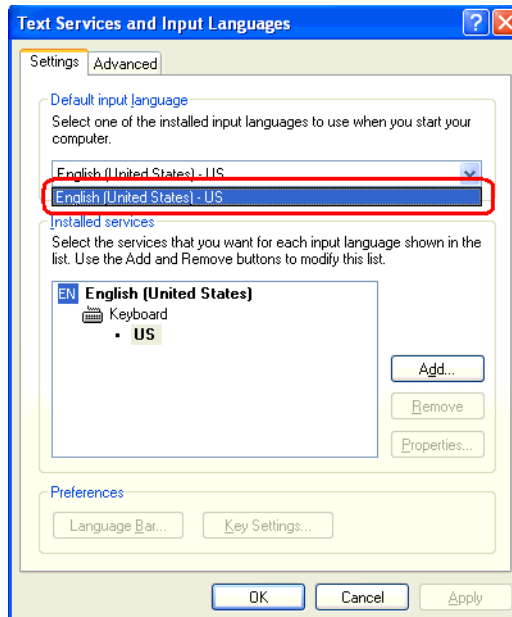 Text Services and Input Languages
Settings
Advanced
Default input language
Select one of the installed input languages to use when you start your
computer.
English (United States) - US
English (United States) - US
Installed services
Select the services that you want for each input language shown in the
list. Use the Add and Remove buttons to modify this list.
EN English (United States)
Keyboard
• US
Add...
Remove
Properties...
Preferences
Language Bar...
Key Settings...
OK
Cancel
Apply